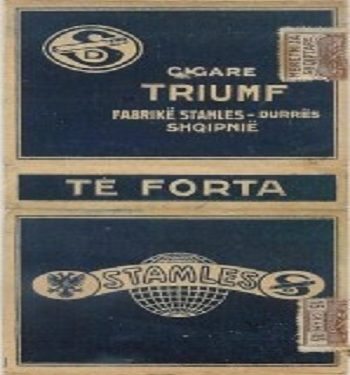 CIGARE
TRIUMF
FABRIKË STAMLES - DURRËS
SHQIPNIË
TË FORTA
STAMLES